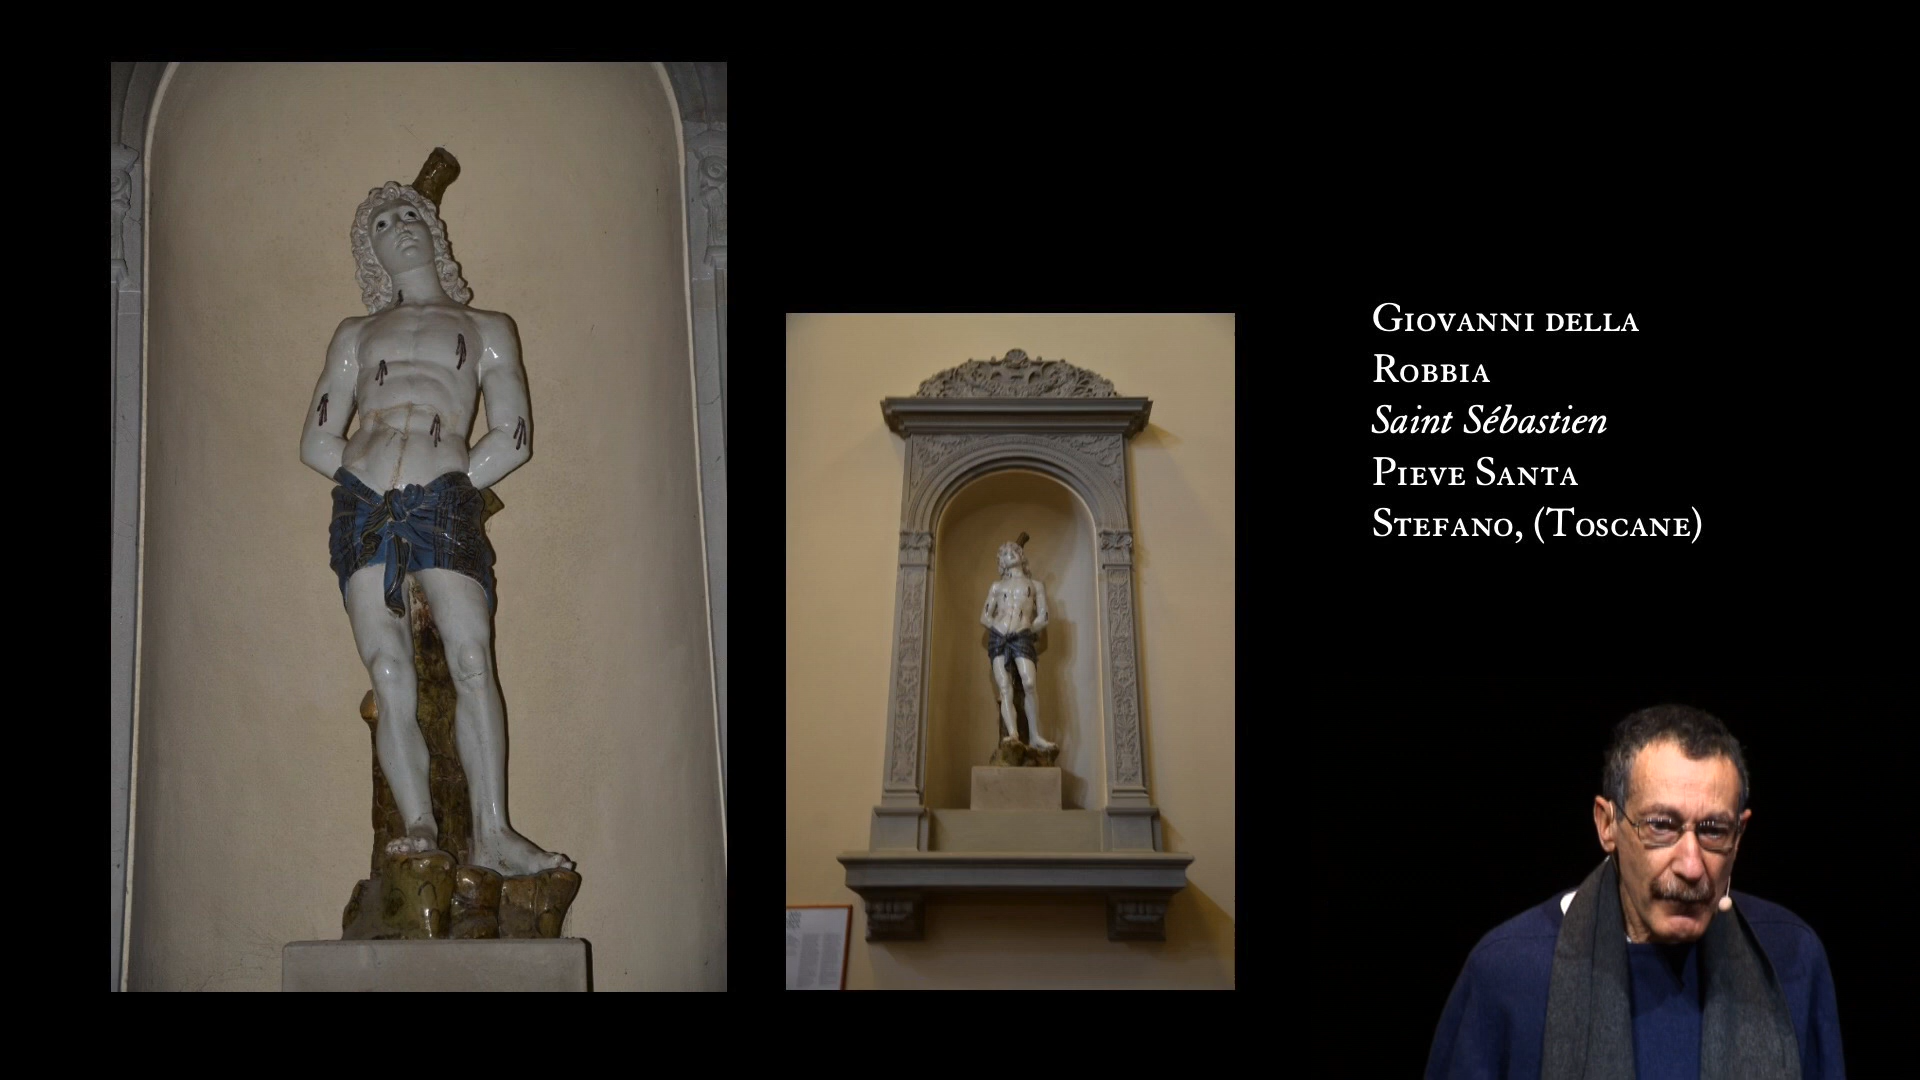 Giovanni della
Robbia
Saint Sébastien
Pieve Santa
Stefano, (Toscane)